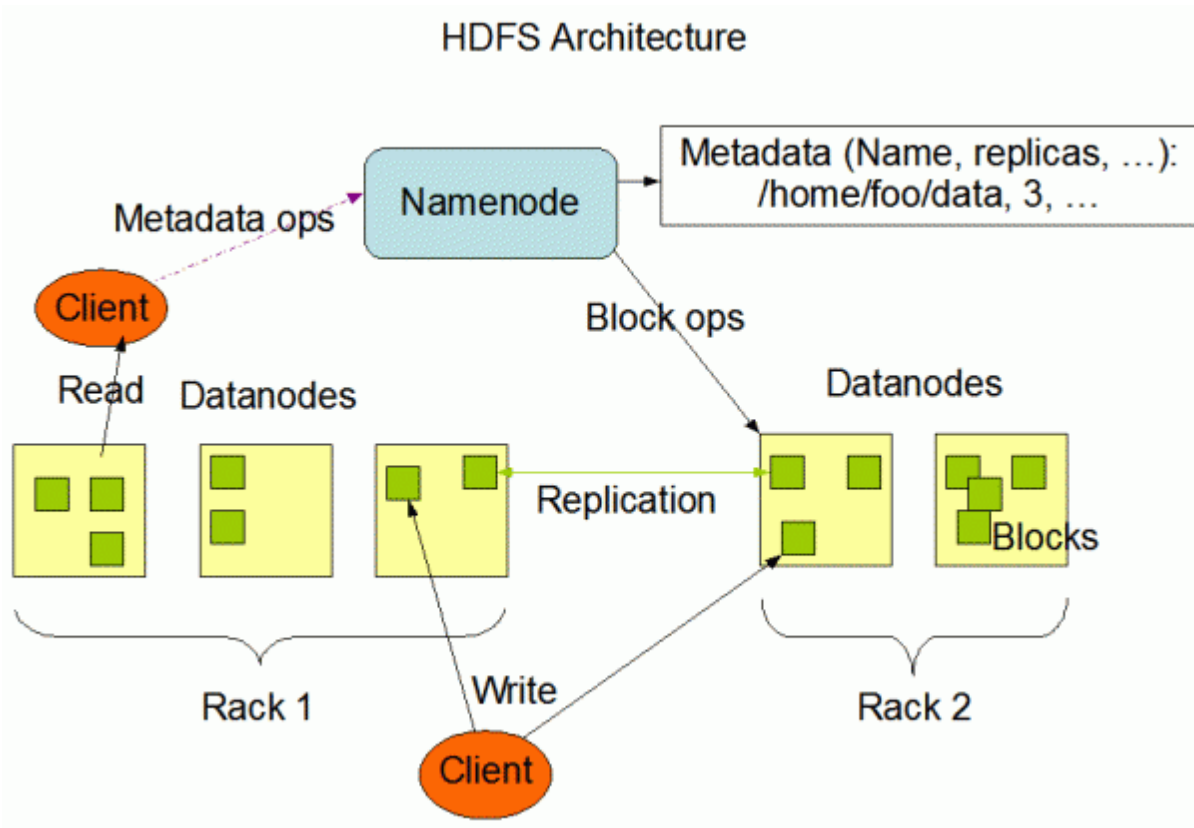 HDFS Architecture
Metadata (Name, replicas, …):
/home/foo/data, 3, …
Namenode
Metadata ops
Client
Block ops
Read
Datanodes
Datanodes
Replication
Blocks
Rack 1
Write
Rack 2
Client